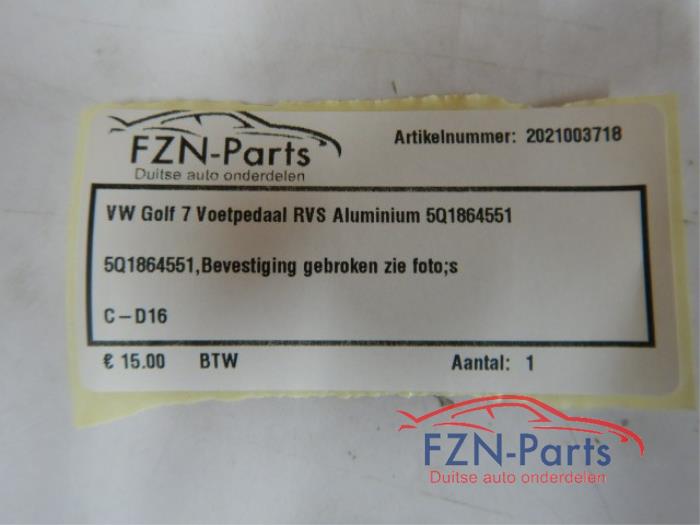 FZN-Parts
Duitse auto onderdelen
Artikelnummer: 2021003718
VW Golf 7 Voetpedaal RVS Aluminium 5Q1864551
5Q1864551,Bevestiging gebroken zie foto;s
C-D16
€ 15.00 BTW Aantal: 1
FZN-Parts
Duitse auto onderdelen